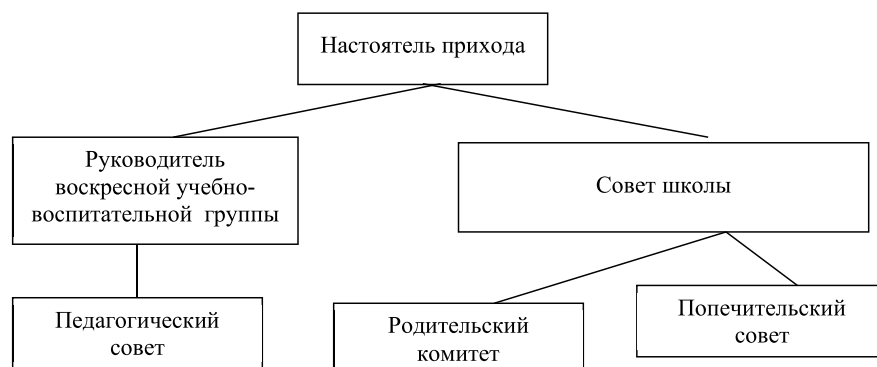 Настоятель прихода
Руководитель
воскресной учебно-
воспитательной группы
Совет школы
Педагогический
совет
Родительский
комитет
Попечительский
совет